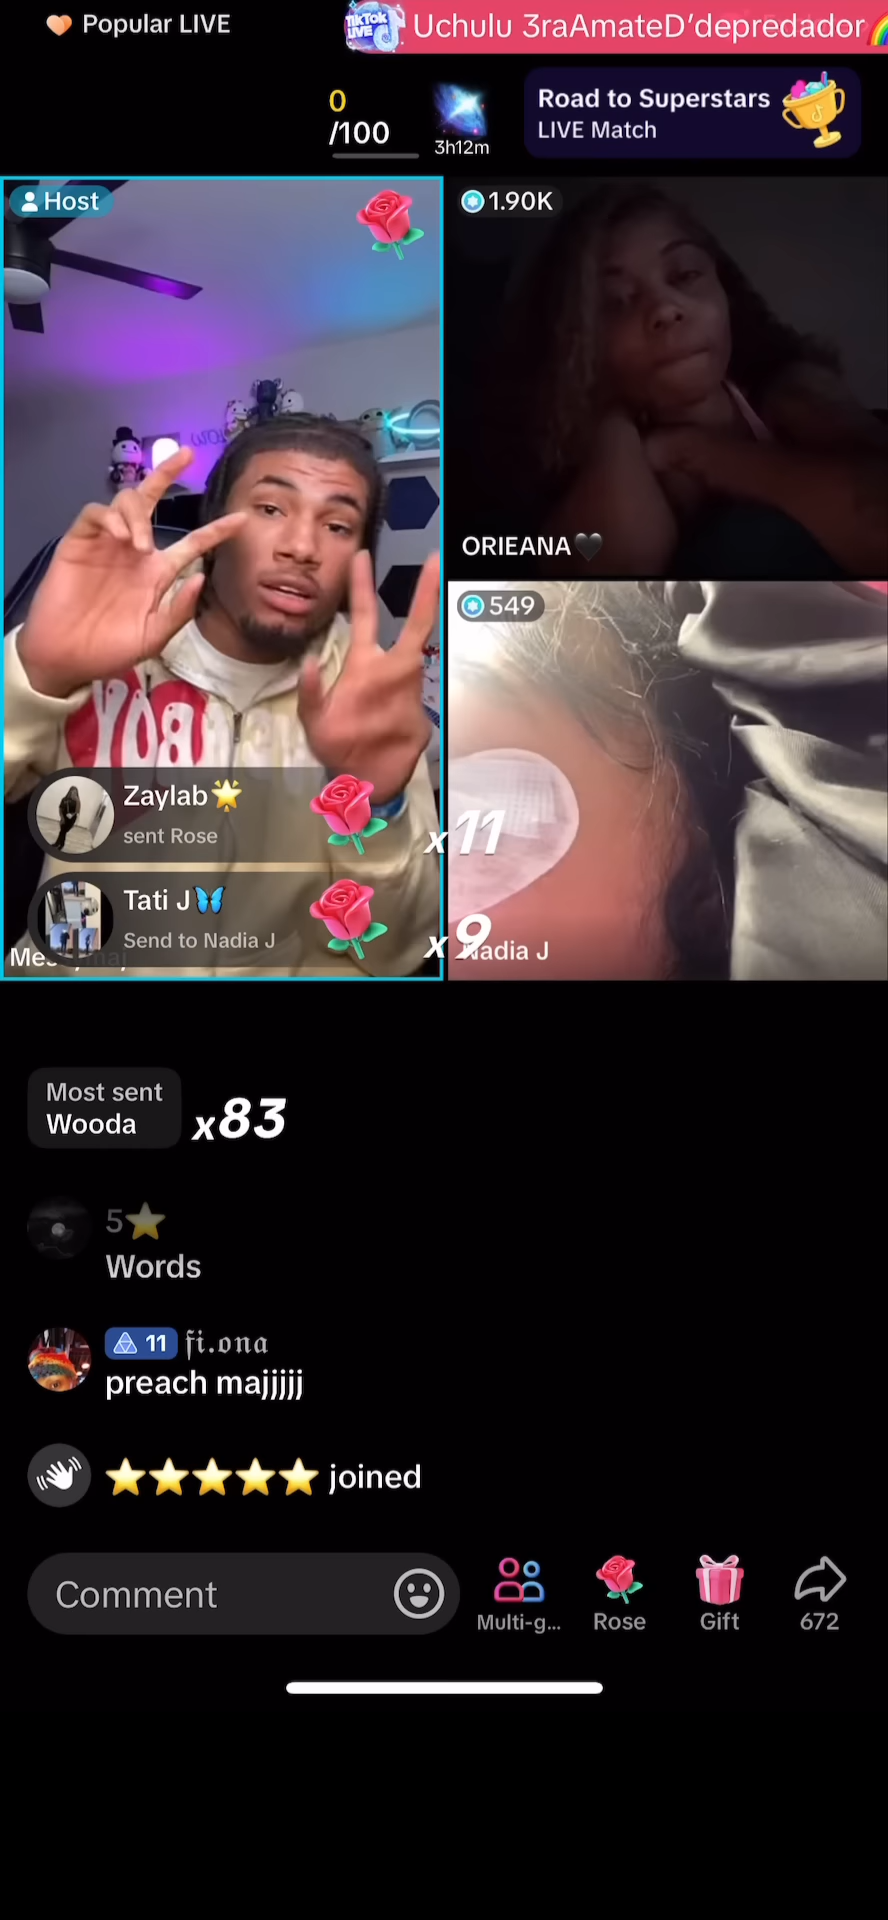 Popular LIVE
TikTok LIVE Uchulu 3raAmateD'depredador
0
/100
3h12m
Road to Superstars
LIVE Match
Host
1.90K
ORIEANA🖤
549
Zaylab🌟
sent Rose
x11
Tati J🦋
Send to Nadia J
x9
Nadia J
Most sent
Wooda
x83
5⭐
Words
11 fi.ona
preach majjjjj
⭐⭐⭐⭐⭐ joined
Comment
Multi-g...
Rose
Gift
672